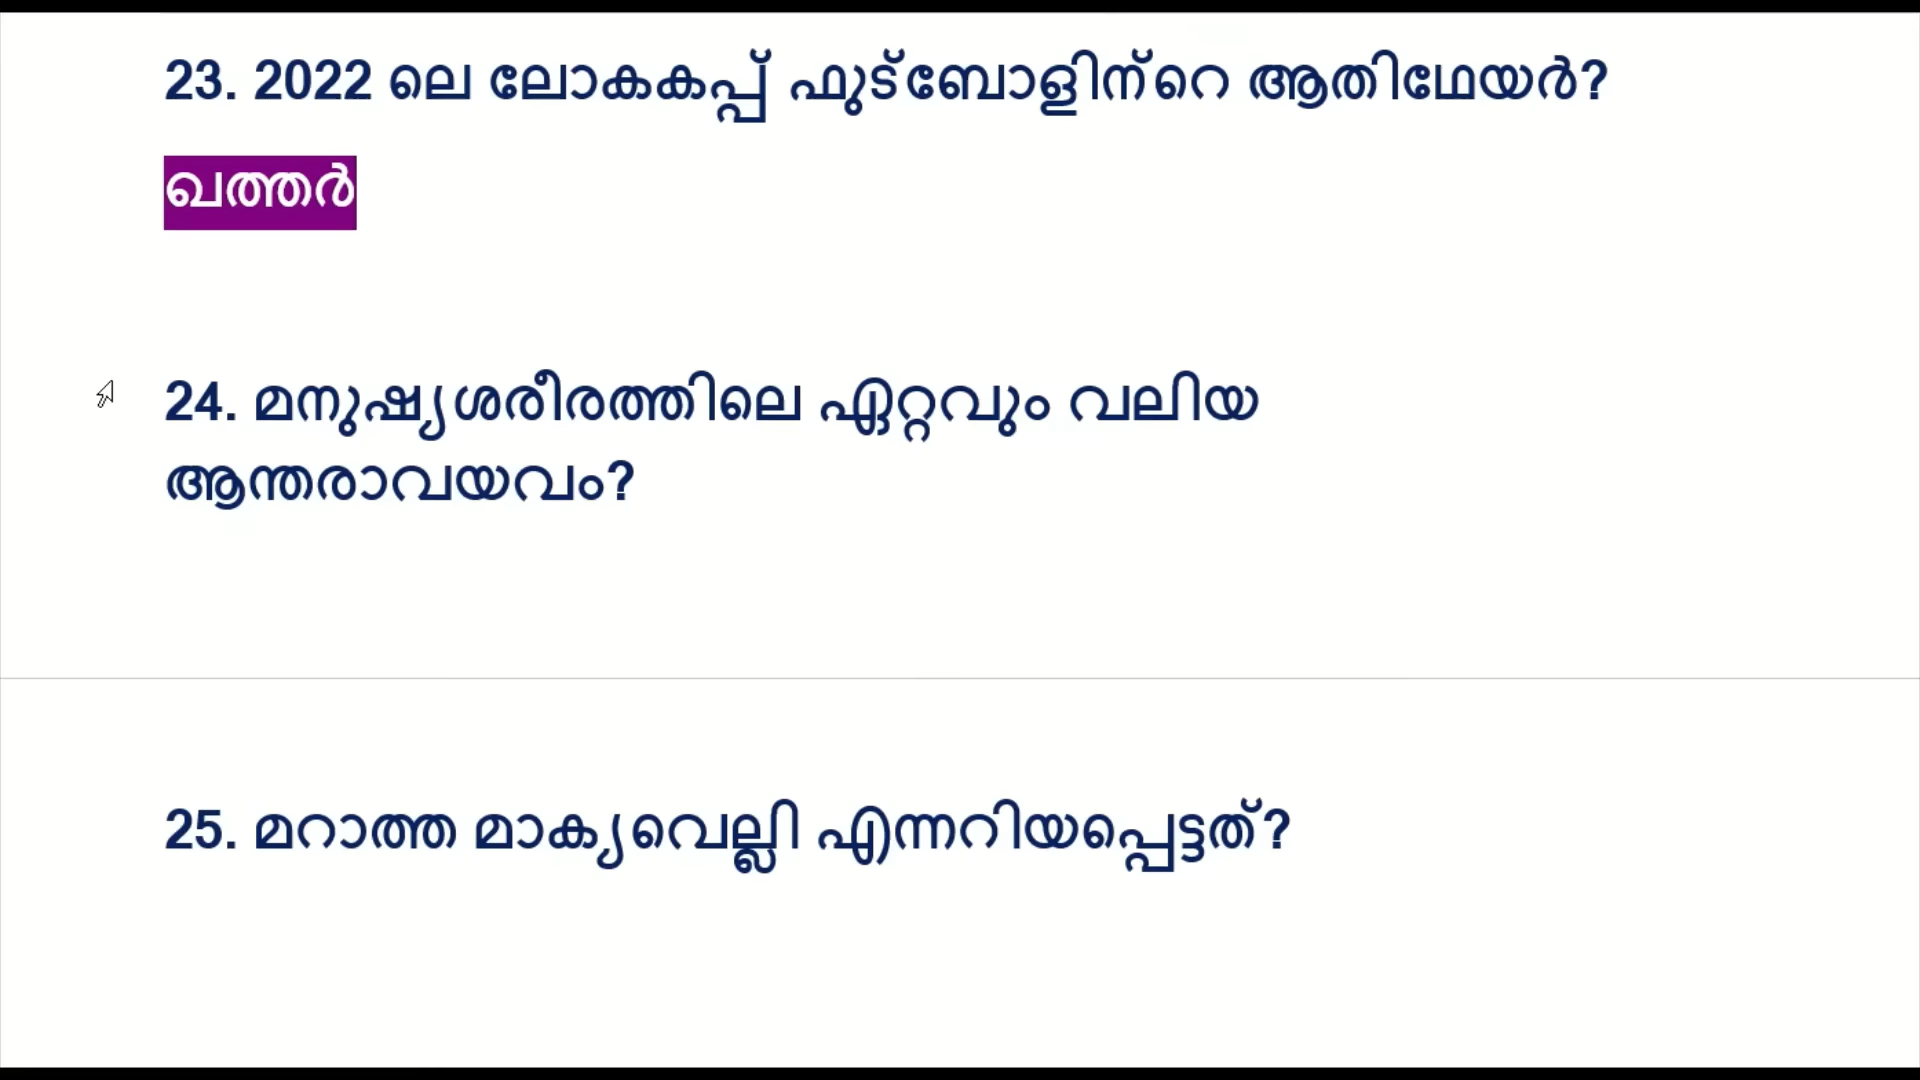 23. 2022 ലെ ലോകകപ്പ് ഫുട്ബോളിന്റെ ആതിഥേയർ?
ഖത്തർ
24. മനുഷ്യശരീരത്തിലെ ഏറ്റവും വലിയ
ആന്തരാവയവം?
25. മറാത്ത മാക്യവെല്ലി എന്നറിയപ്പെട്ടത്?